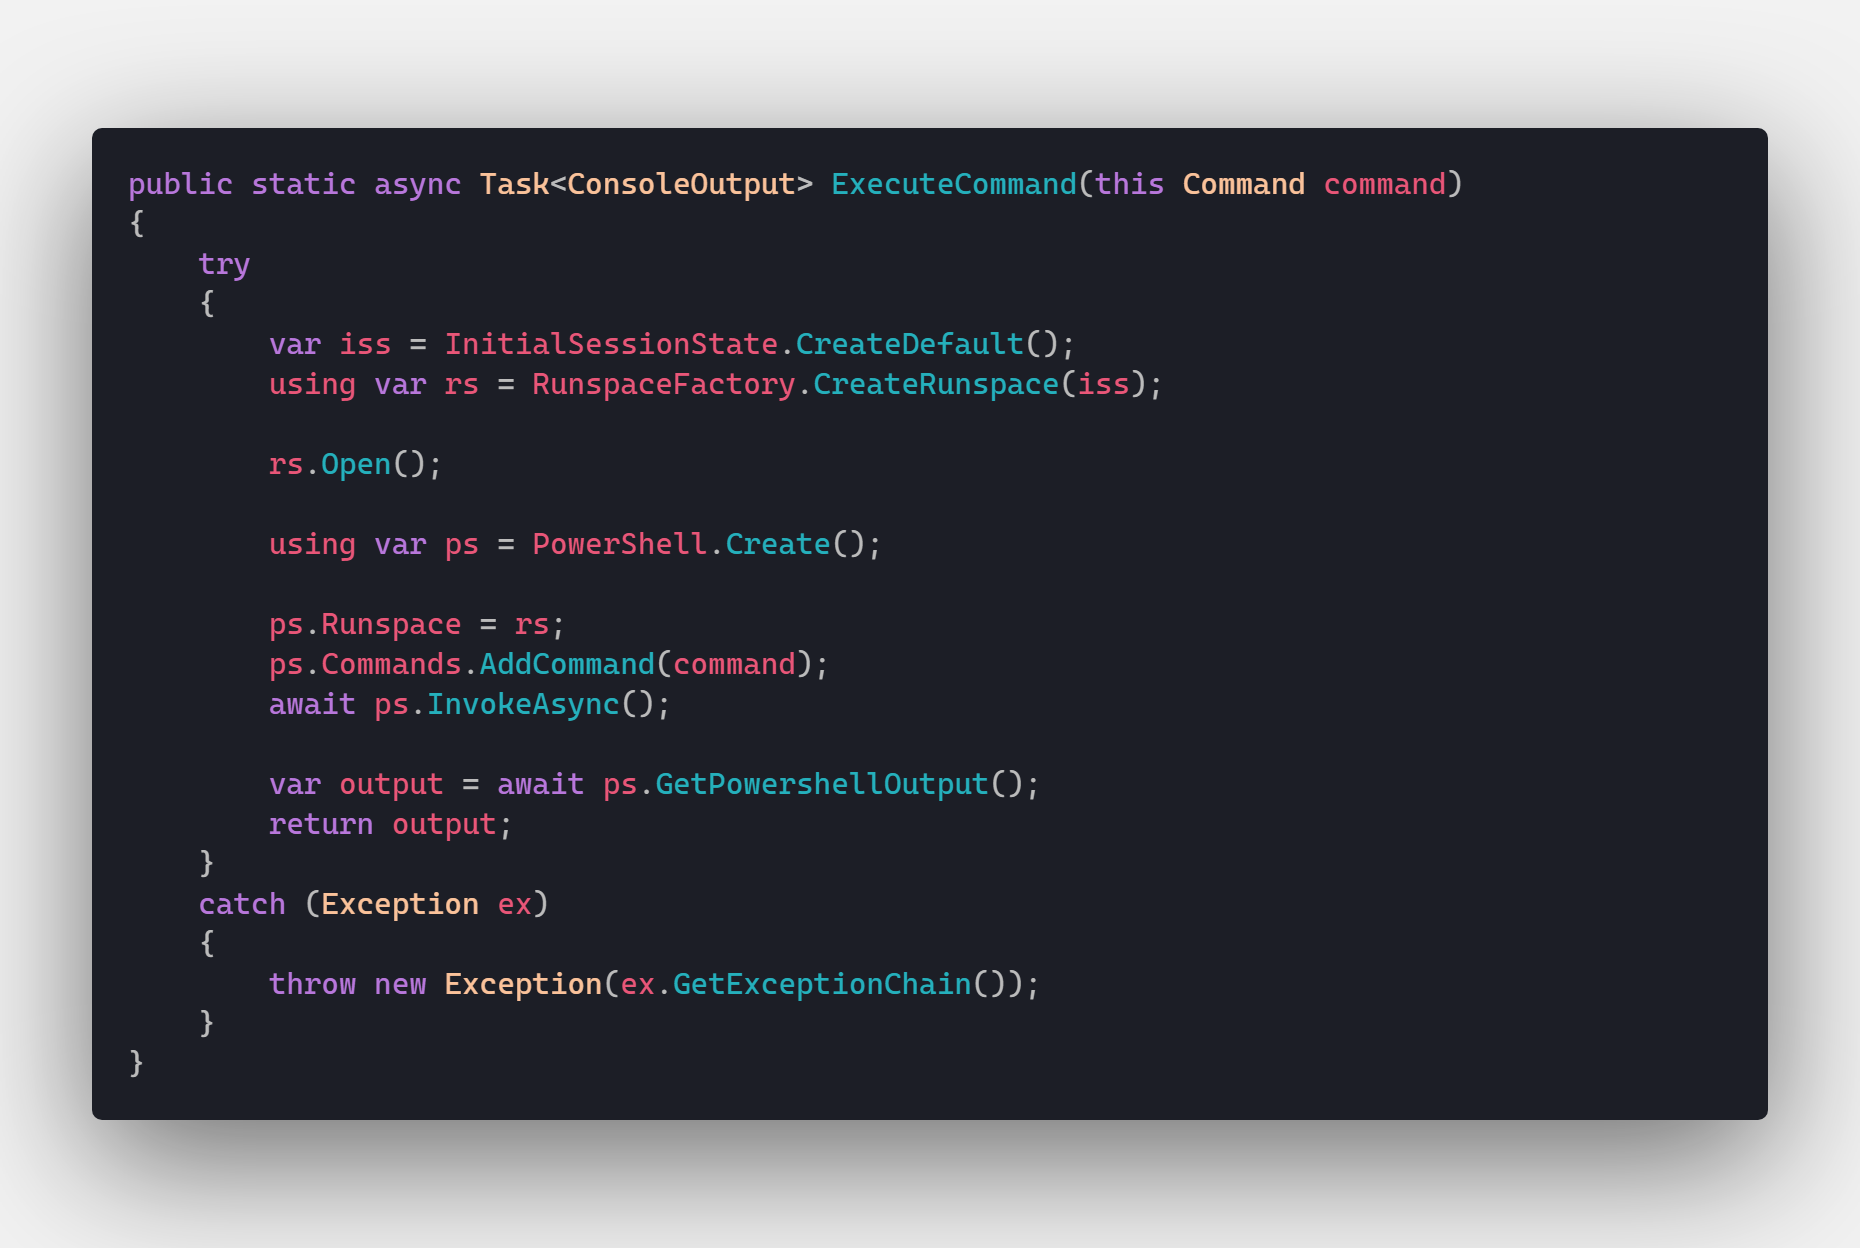 public static async Task<ConsoleOutput> ExecuteCommand(this Command command)
{
    try
    {
        var iss = InitialSessionState.CreateDefault();
        using var rs = RunspaceFactory.CreateRunspace(iss);

        rs.Open();

        using var ps = PowerShell.Create();

        ps.Runspace = rs;
        ps.Commands.AddCommand(command);
        await ps.InvokeAsync();

        var output = await ps.GetPowershellOutput();
        return output;
    }
    catch (Exception ex)
    {
        throw new Exception(ex.GetExceptionChain());
    }
}